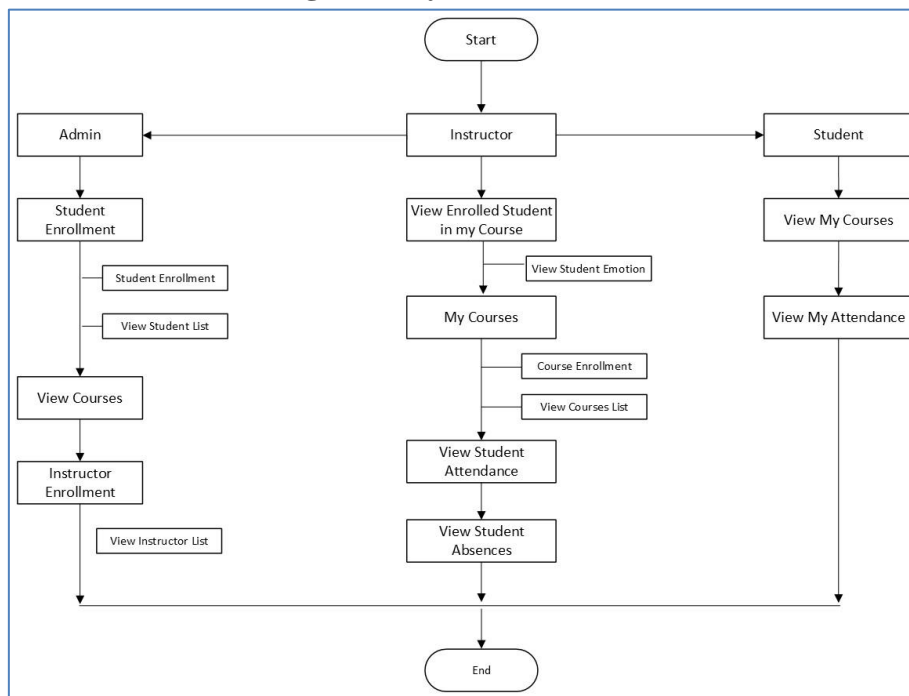 Start
Admin
Instructor
Student
Student
Enrollment
View Enrolled Student
in my Course
View My Courses
View Student Emotion
Student Enrollment
My Courses
View My Attendance
View Student List
Course Enrollment
View Courses
View Courses List
View Student
Attendance
Instructor
Enrollment
View Instructor List
View Student
Absences
End